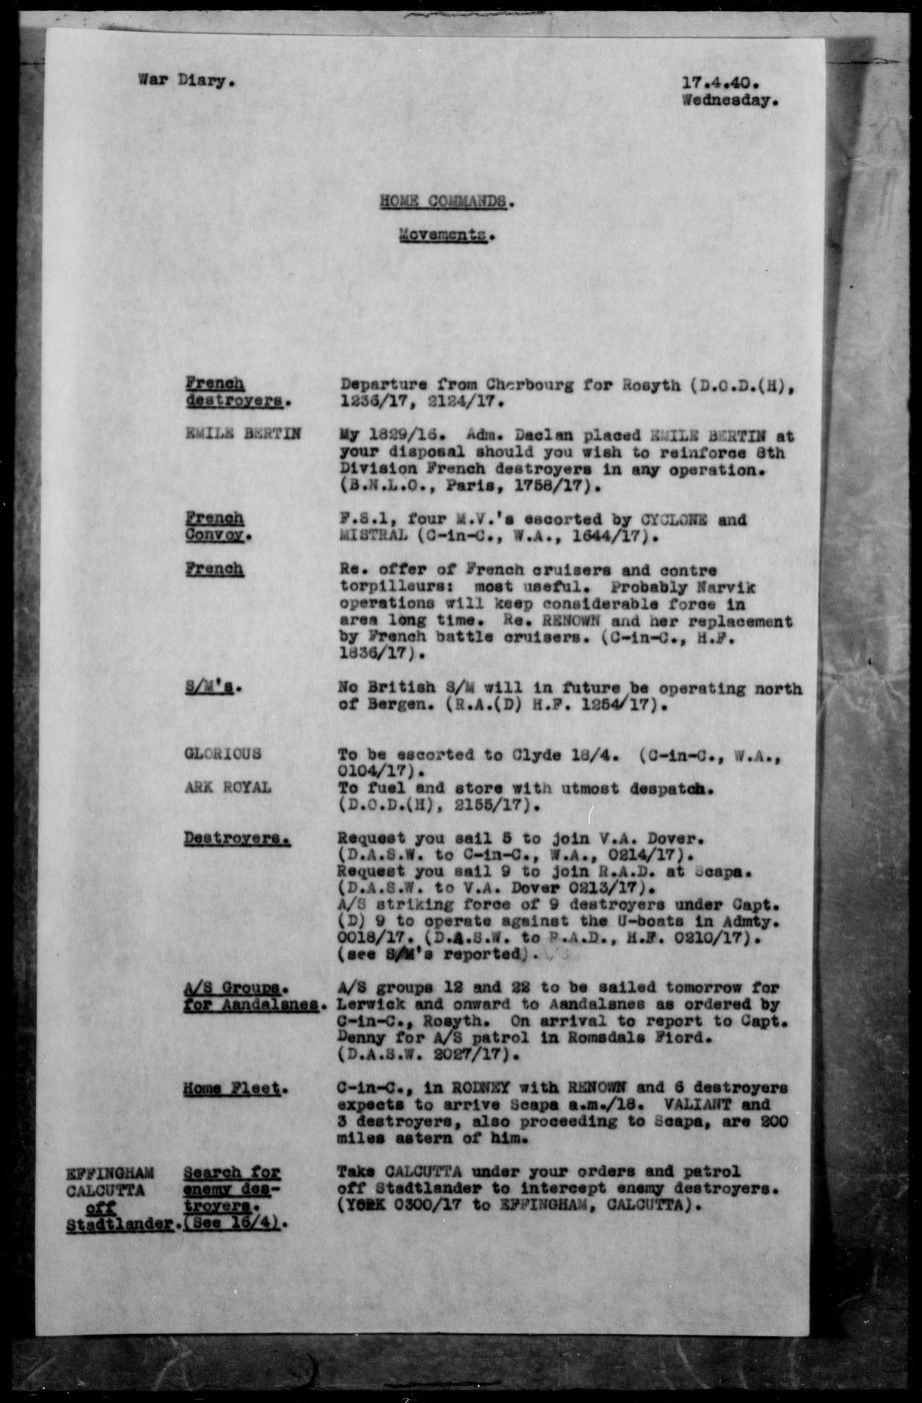 War Diary. 17.4.40.
Wednesday.
HOME COMMANDS.
Movements.
French destroyers. Departure from Cherbourg for Rosyth (D.O.D.(H), 1236/17, 2124/17.
EMILE BERTIN My 1829/16. Adm. Daclan placed EMILE BERTIN at
your disposal should you wish to reinforce 8th
Division French destroyers in any operation.
(B.N.L.O., Paris, 1758/17).
French Convoy. F.S.1, four M.V.'s escorted by CYCLONE and
MISTRAL (C-in-C., W.A., 1644/17).
French Re. offer of French cruisers and contre
torpilleurs: most useful. Probably Narvik
operations will keep considerable force in
area long time. Re. RENOWN and her replacement
by French battle cruisers. (C-in-C., H.F.
1836/17).
S/M's. No British S/M will in future be operating north
of Bergen. (R.A.(D) H.F. 1254/17).
GLORIOUS To be escorted to Clyde 18/4. (C-in-C., W.A.,
0104/17).
ARK ROYAL To fuel and store with utmost despatch.
(D.O.D.(H), 2155/17).
Destroyers. Request you sail 5 to join V.A. Dover.
(D.A.S.W. to C-in-C., W.A., 0214/17).
Request you sail 9 to join R.A.D. at Scapa.
(D.A.S.W. to V.A. Dover 0213/17).
A/S striking force of 9 destroyers under Capt.
(D) 9 to operate against the U-boats in Admty.
0018/17. (D.A.S.W. to R.A.D., H.F. 0210/17).
(see S/M's reported).
A/S Groups. A/S groups 12 and 22 to be sailed tomorrow for
for Aandalsnes. Lerwick and onward to Aandalsnes as ordered by
C-in-C., Rosyth. On arrival to report to Capt.
Denny for A/S patrol in Romsdals Fiord.
(D.A.S.W. 2027/17).
Home Fleet. C-in-C., in RODNEY with RENOWN and 6 destroyers
expects to arrive Scapa a.m./18. VALIANT and
3 destroyers, also proceeding to Scapa, are 200
miles astern of him.
EFFINGHAM Search for Take CALCUTTA under your orders and patrol
CALCUTTA enemy des- off Stadtlander to intercept enemy destroyers.
off troyers. (YORK 0300/17 to EFFINGHAM, CALCUTTA).
Stadtlander. (See 16/4).